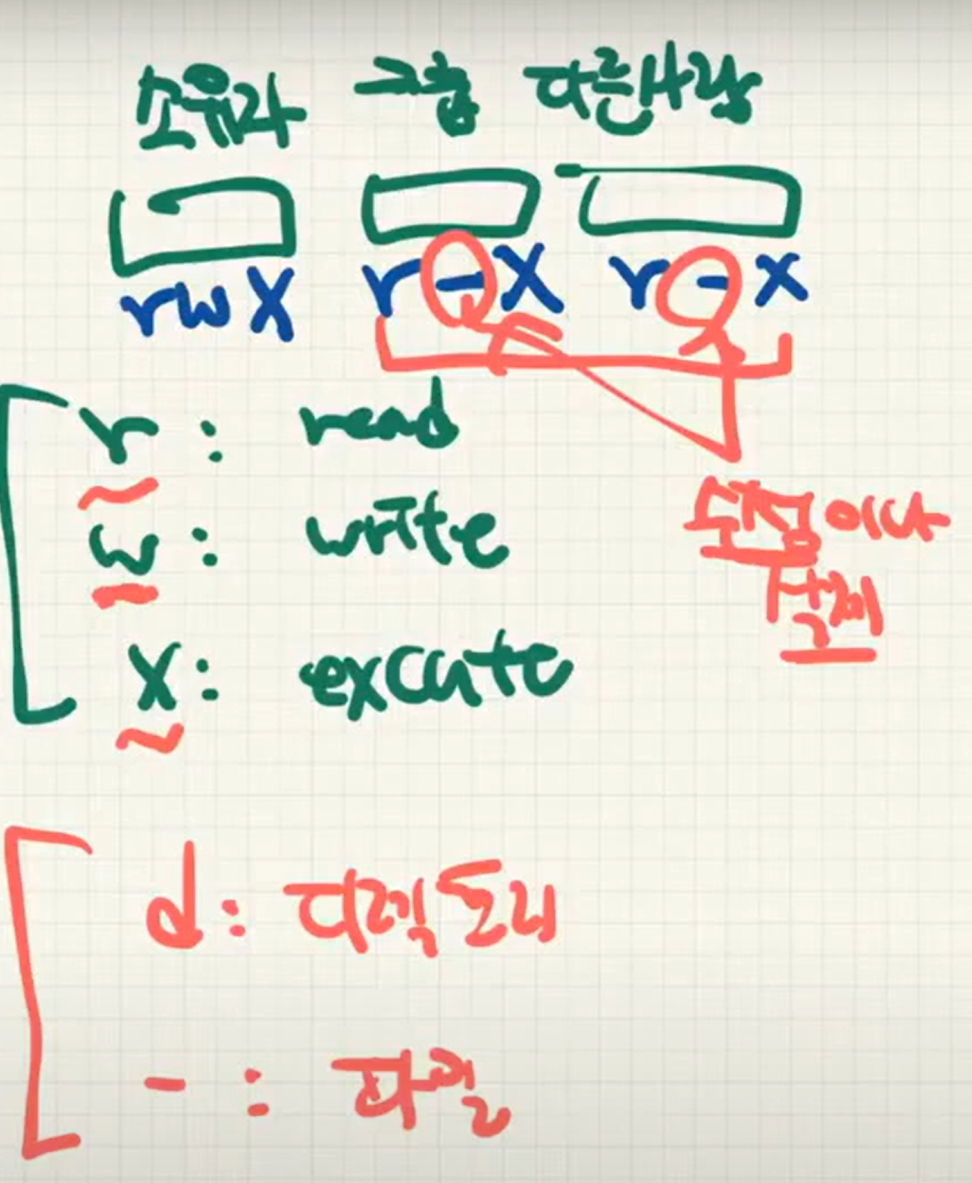 소유자 그룹 다른사람
rwx r-x r-x
r: read
w: write
수정이나
삭제
x: excute
d: 디렉토리
-: 파일